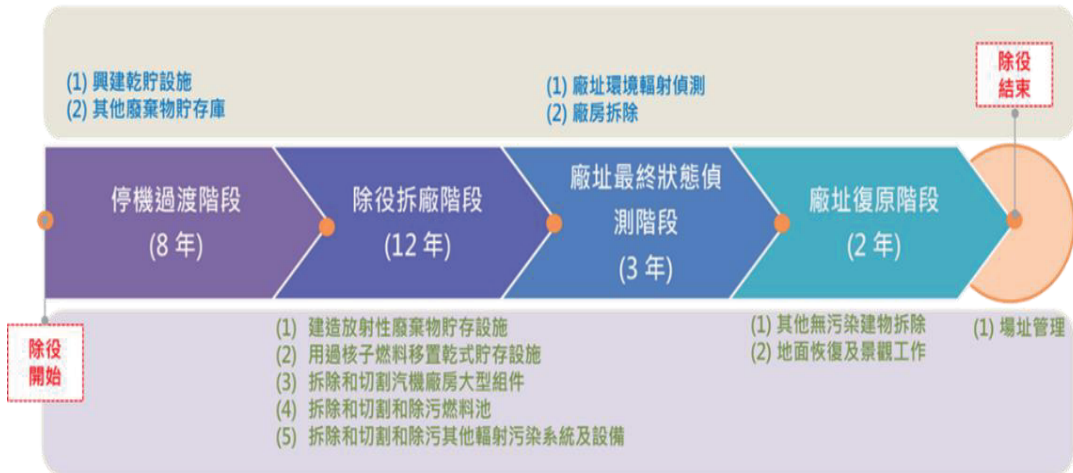 除役
結束
(1) 興建乾貯設施
(2) 其他廢棄物貯存庫
(1) 廠址環境輻射偵測
(2) 廠房拆除
停機過渡階段
(8 年)
除役拆廠階段
(12 年)
廠址最終狀態偵
測階段
(3 年)
廠址復原階段
(2 年)
除役
開始
(1) 建造放射性廢棄物貯存設施
(2) 用過核子燃料移置乾式貯存設施
(3) 拆除和切割汽機廠房大型組件
(4) 拆除和切割和除污燃料池
(5) 拆除和切割和除污其他輻射污染系統及設備
(1) 其他無污染建物拆除
(2) 地面恢復及景觀工作
(1) 場址管理